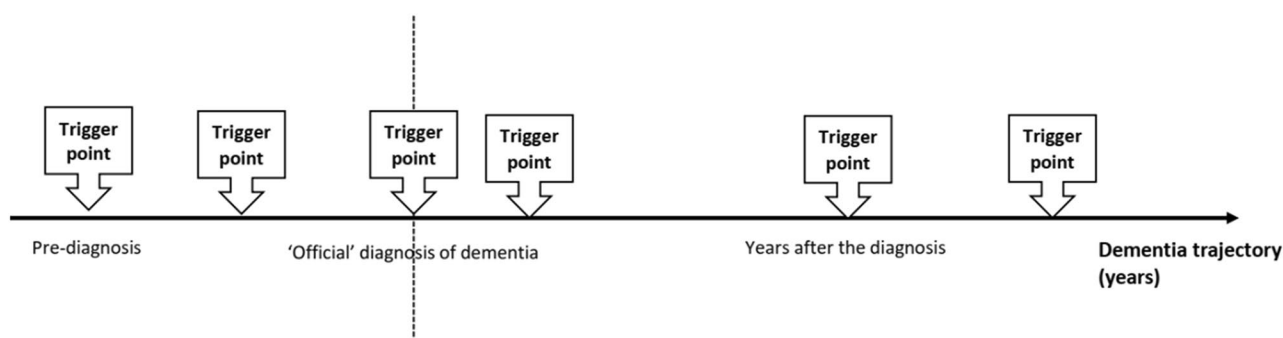 Trigger
point
Trigger
point
Trigger
point
Trigger
point
Trigger
point
Trigger
point
Pre-diagnosis
‘Official’ diagnosis of dementia
Years after the diagnosis
Dementia trajectory
(years)